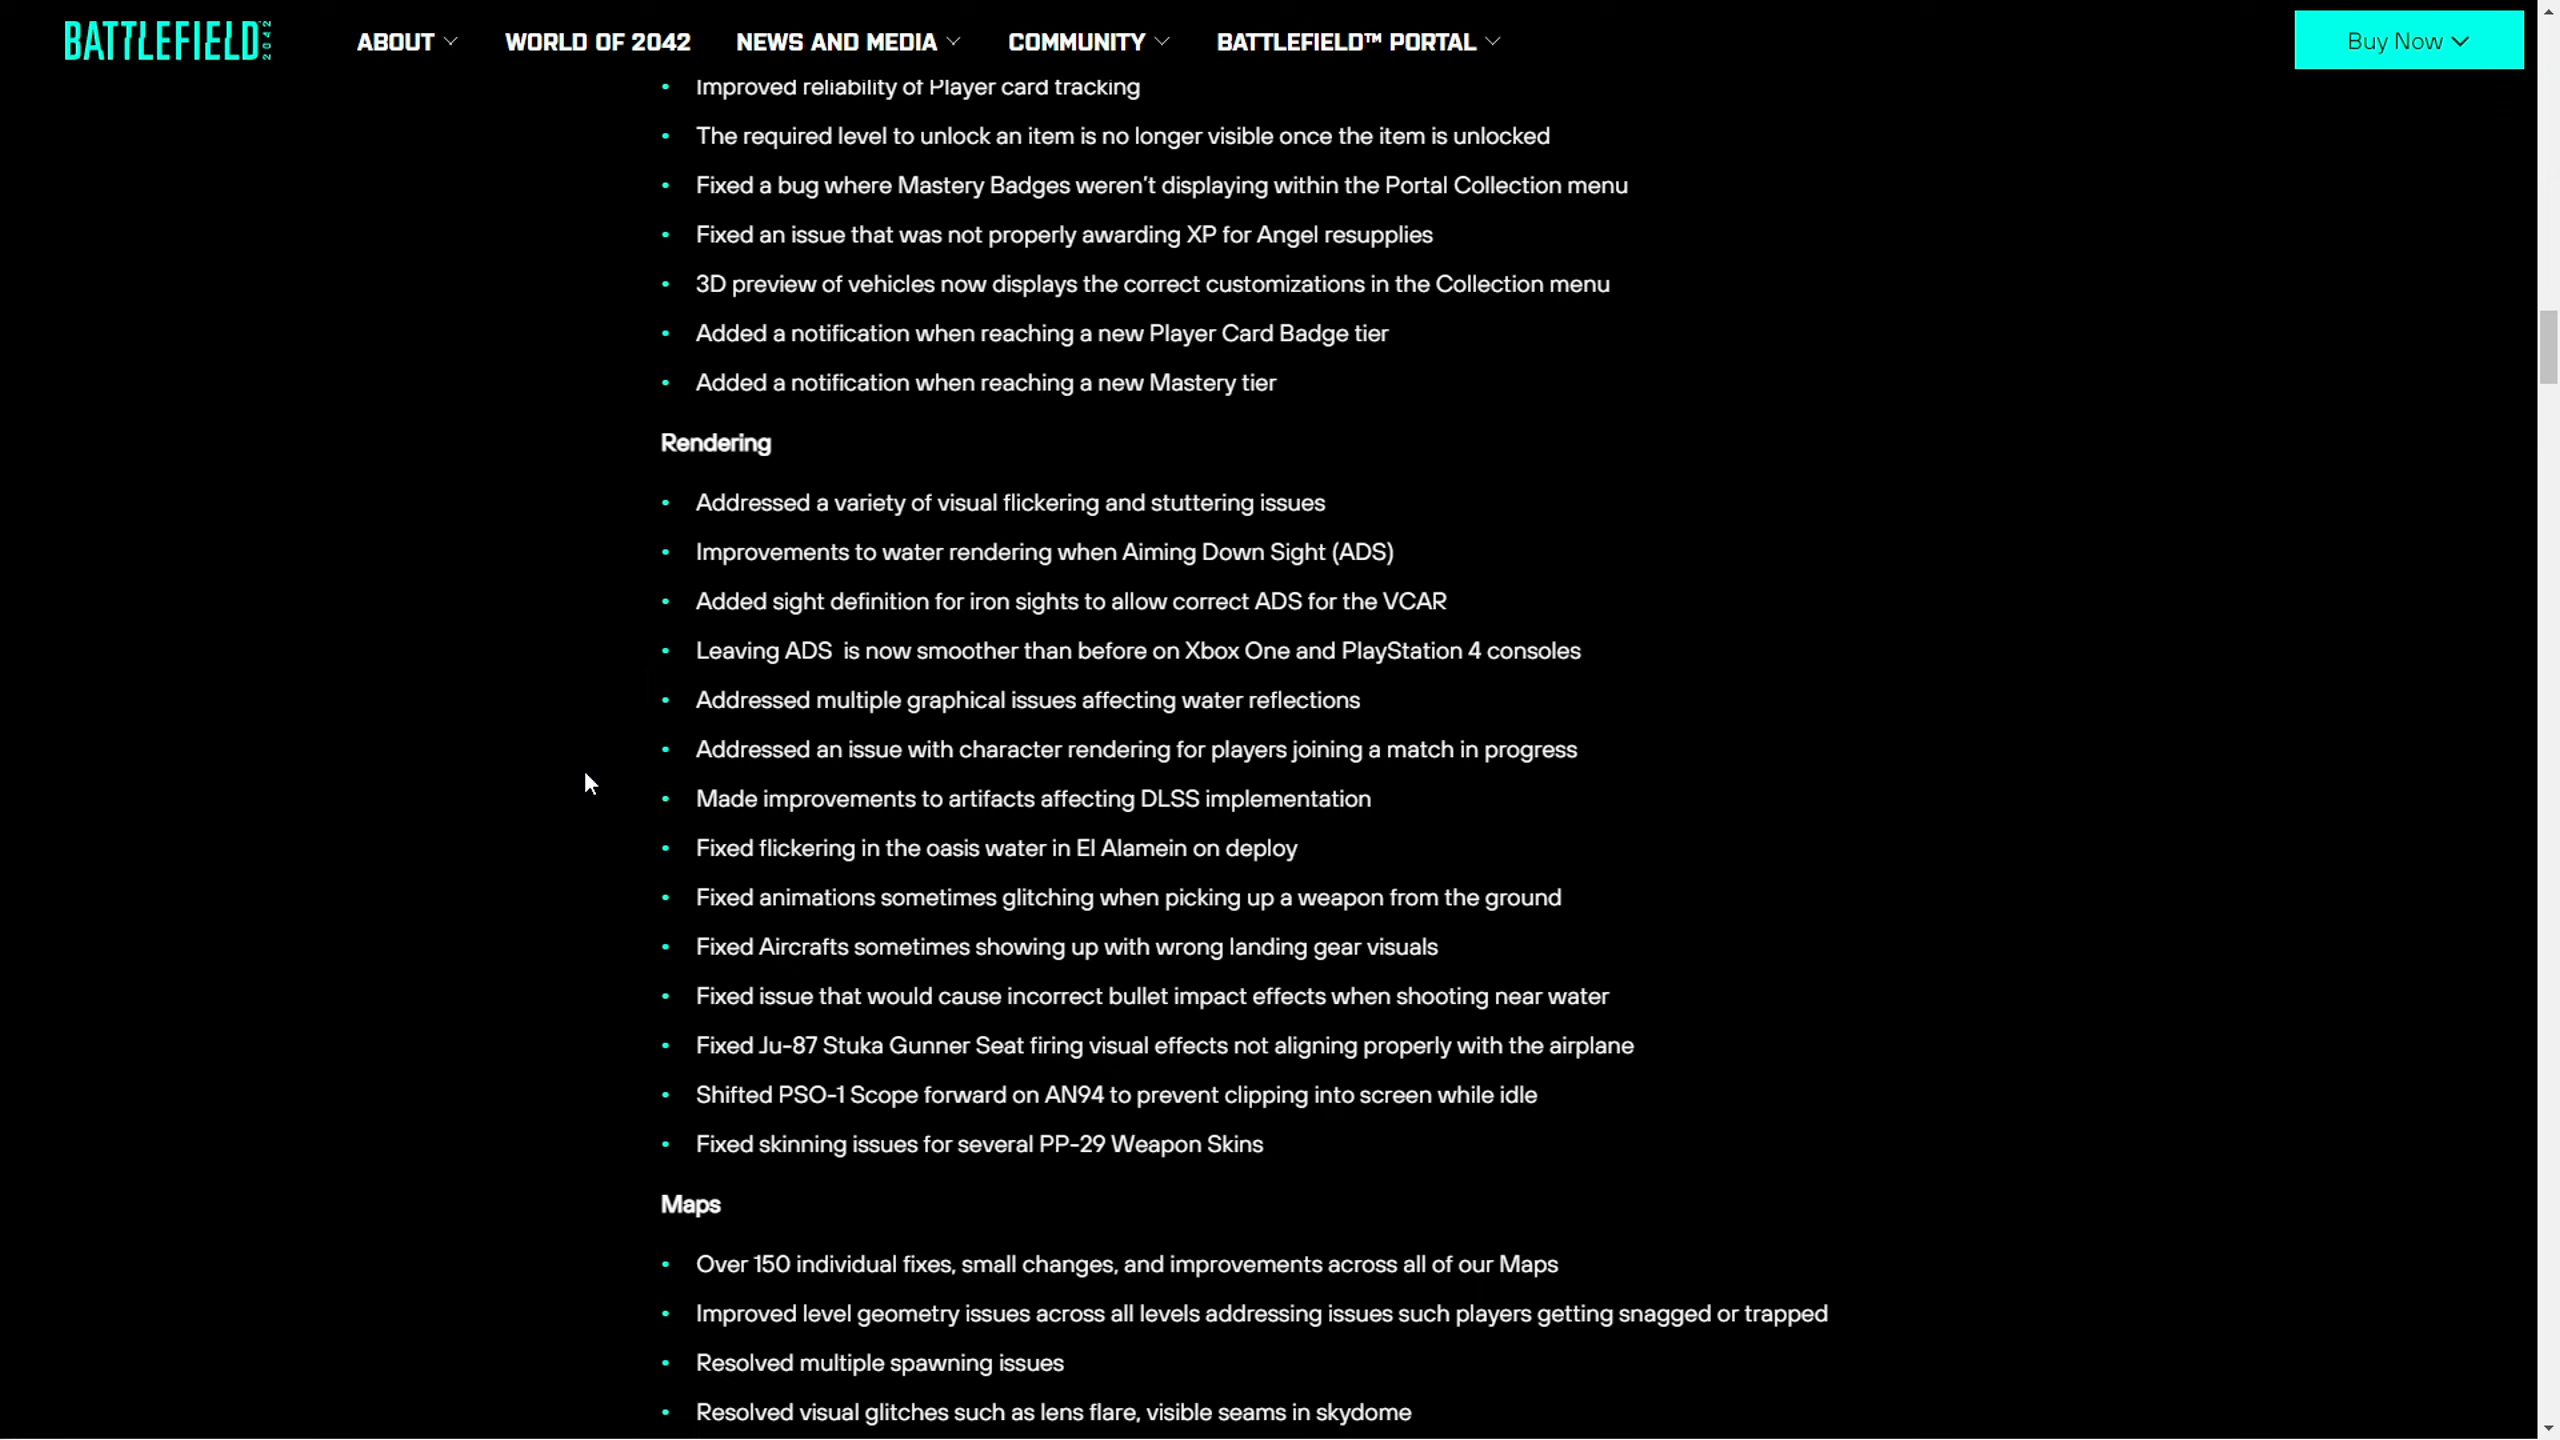 BATTLEFIELD 2042
ABOUT
WORLD OF 2042
NEWS AND MEDIA
COMMUNITY
BATTLEFIELD™ PORTAL
Buy Now
• Improved reliability of Player card tracking
• The required level to unlock an item is no longer visible once the item is unlocked
• Fixed a bug where Mastery Badges weren't displaying within the Portal Collection menu
• Fixed an issue that was not properly awarding XP for Angel resupplies
• 3D preview of vehicles now displays the correct customizations in the Collection menu
• Added a notification when reaching a new Player Card Badge tier
• Added a notification when reaching a new Mastery tier
Rendering
• Addressed a variety of visual flickering and stuttering issues
• Improvements to water rendering when Aiming Down Sight (ADS)
• Added sight definition for iron sights to allow correct ADS for the VCAR
• Leaving ADS  is now smoother than before on Xbox One and PlayStation 4 consoles
• Addressed multiple graphical issues affecting water reflections
• Addressed an issue with character rendering for players joining a match in progress
• Made improvements to artifacts affecting DLSS implementation
• Fixed flickering in the oasis water in El Alamein on deploy
• Fixed animations sometimes glitching when picking up a weapon from the ground
• Fixed Aircrafts sometimes showing up with wrong landing gear visuals
• Fixed issue that would cause incorrect bullet impact effects when shooting near water
• Fixed Ju-87 Stuka Gunner Seat firing visual effects not aligning properly with the airplane
• Shifted PSO-1 Scope forward on AN94 to prevent clipping into screen while idle
• Fixed skinning issues for several PP-29 Weapon Skins
Maps
• Over 150 individual fixes, small changes, and improvements across all of our Maps
• Improved level geometry issues across all levels addressing issues such players getting snagged or trapped
• Resolved multiple spawning issues
• Resolved visual glitches such as lens flare, visible seams in skydome